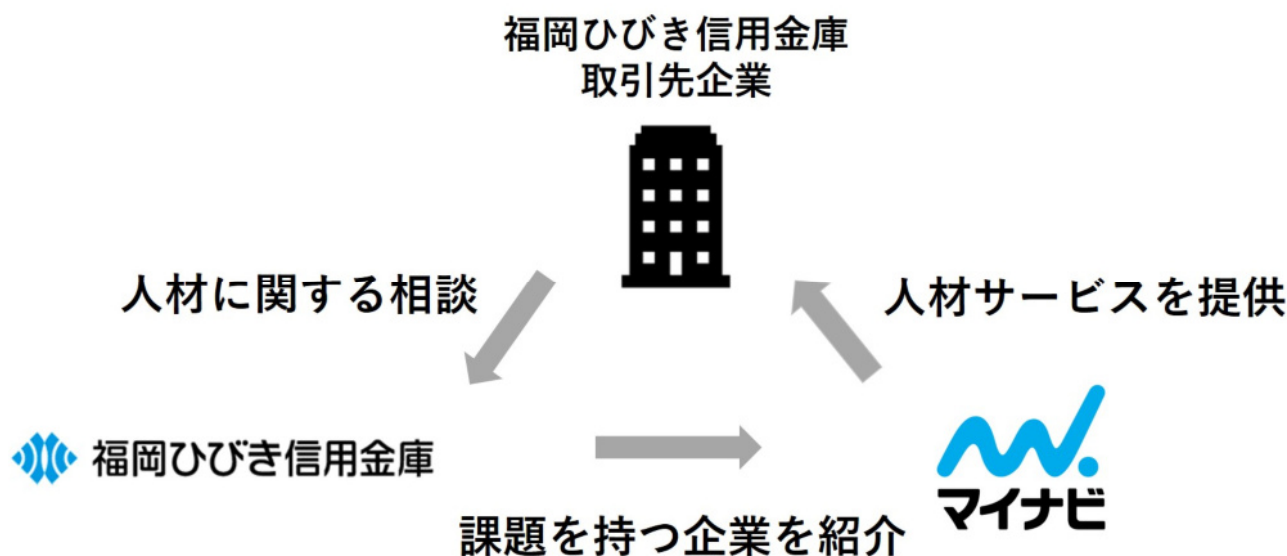 福岡ひびき信用金庫
取引先企業
人材に関する相談
人材サービスを提供
福岡ひびき信用金庫
マイナビ
課題を持つ企業を紹介